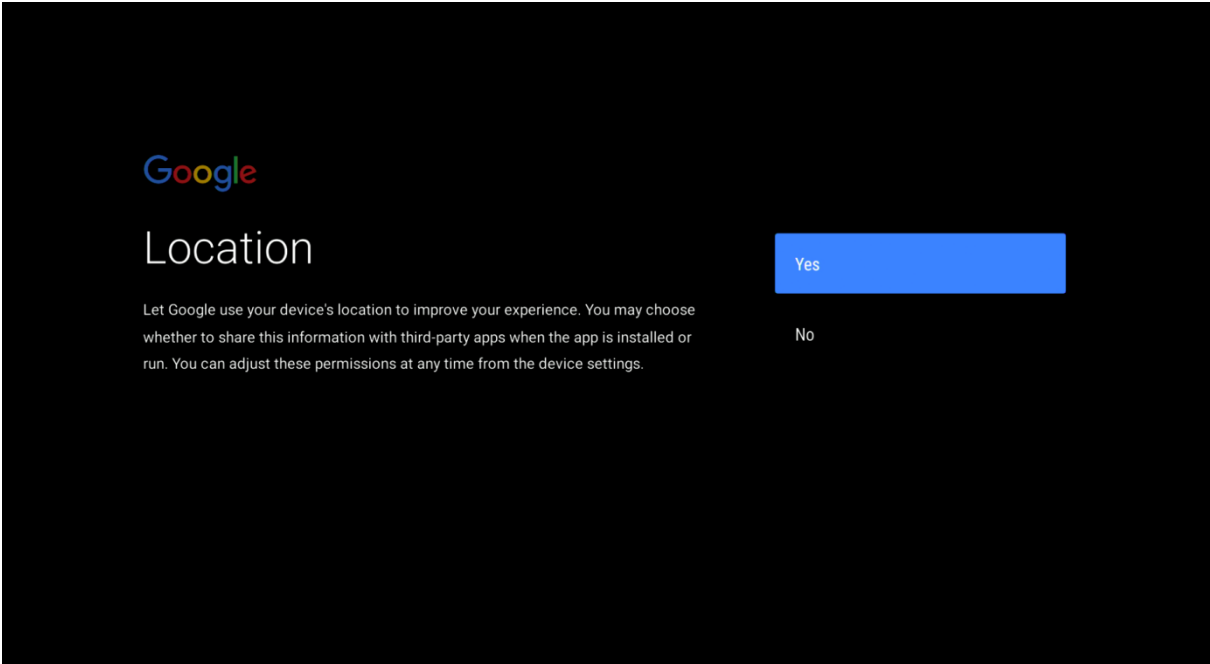 Google
Location
Let Google use your device's location to improve your experience. You may choose
whether to share this information with third-party apps when the app is installed or
run. You can adjust these permissions at any time from the device settings.
Yes
No